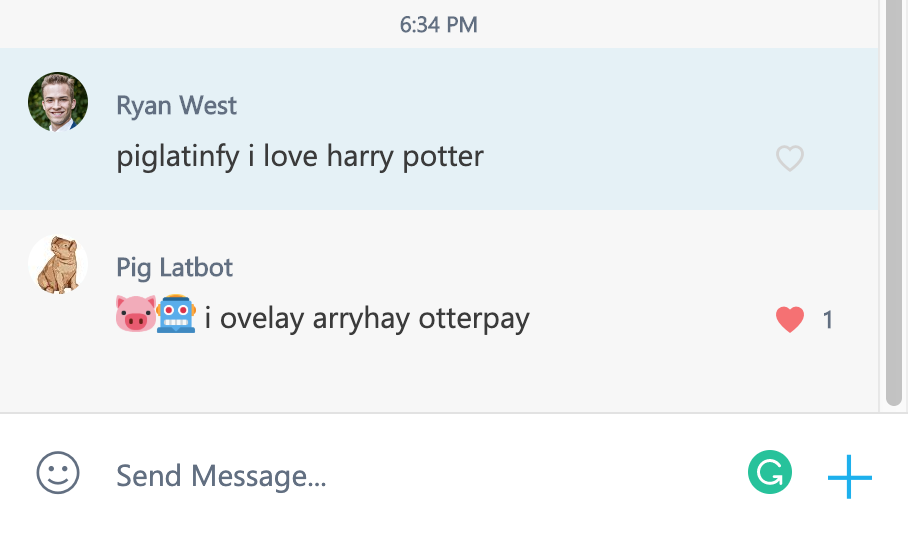 6:34 PM
Ryan West
piglatinfy i love harry potter
Pig Latbot
🐷🤖 i ovelay arryhay otterpay
1
Send Message...